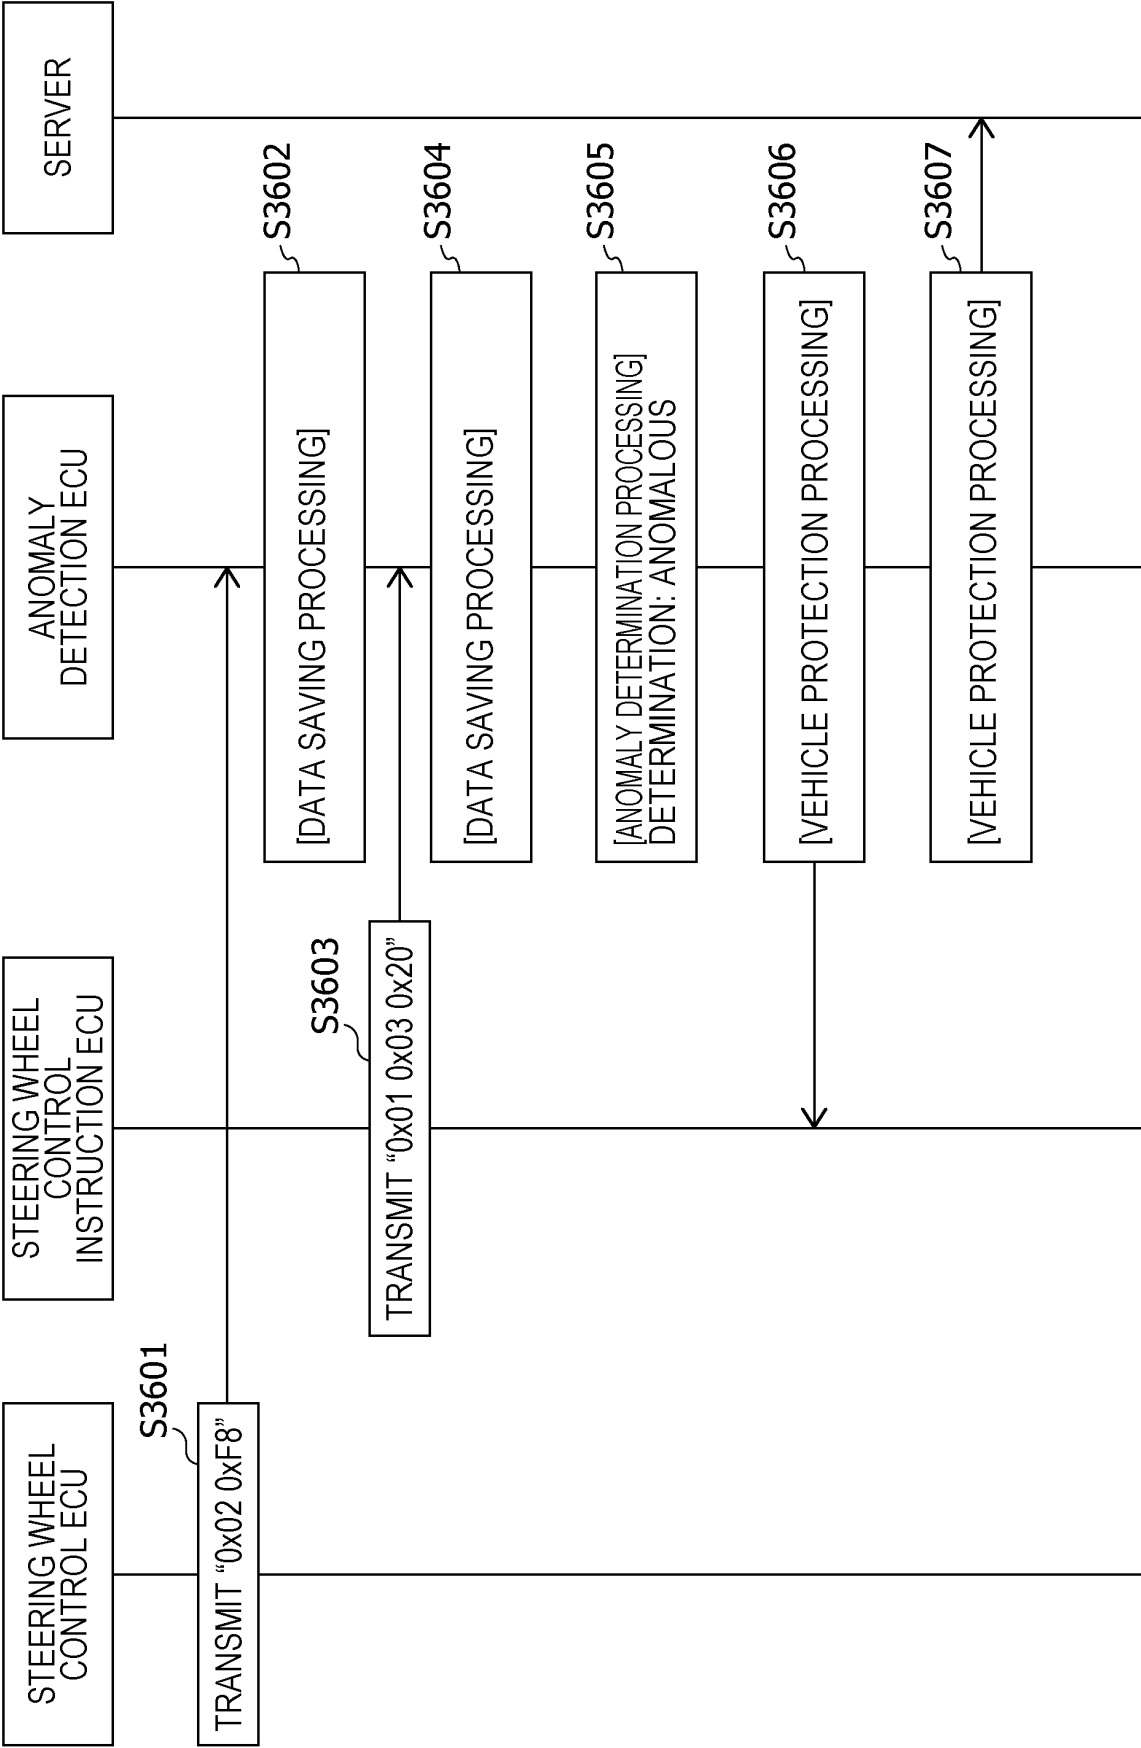 STEERING WHEEL
CONTROL ECU
STEERING WHEEL
CONTROL
INSTRUCTION ECU
ANOMALY
DETECTION ECU
SERVER
S3601
TRANSMIT “0x02 0xF8”
S3602
[DATA SAVING PROCESSING]
S3603
TRANSMIT “0x01 0x03 0x20”
S3604
[DATA SAVING PROCESSING]
S3605
[ANOMALY DETERMINATION PROCESSING]
DETERMINATION: ANOMALOUS
S3606
[VEHICLE PROTECTION PROCESSING]
S3607
[VEHICLE PROTECTION PROCESSING]